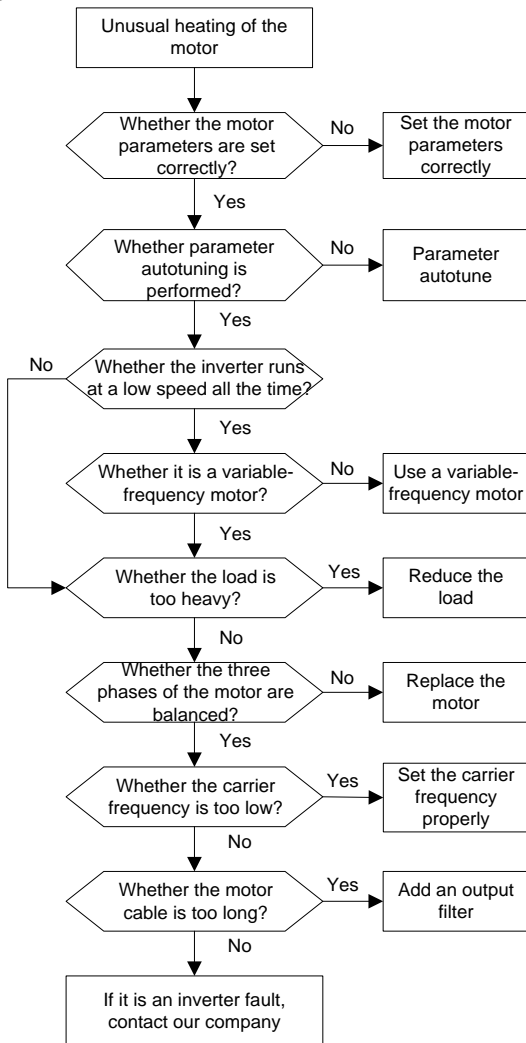 Unusual heating of the
motor
Whether the motor
parameters are set
correctly?
No
Set the motor
parameters
correctly
Yes
Whether parameter
autotuning is
performed?
No
Parameter
autotune
Yes
No
Whether the inverter runs
at a low speed all the time?
Yes
Whether it is a variable-
frequency motor?
No
Use a variable-
frequency motor
Yes
Whether the load is
too heavy?
Yes
Reduce the
load
No
Whether the three
phases of the motor are
balanced?
No
Replace the
motor
Yes
Whether the carrier
frequency is too low?
Yes
Set the carrier
frequency
properly
No
Whether the motor
cable is too long?
Yes
Add an output
filter
No
If it is an inverter fault,
contact our company